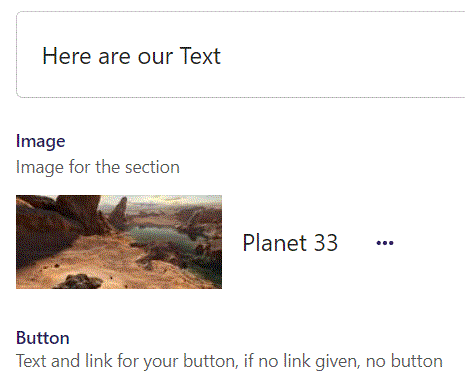 Here are our Text
Image
Image for the section
Planet 33
Button
Text and link for your button, if no link given, no button